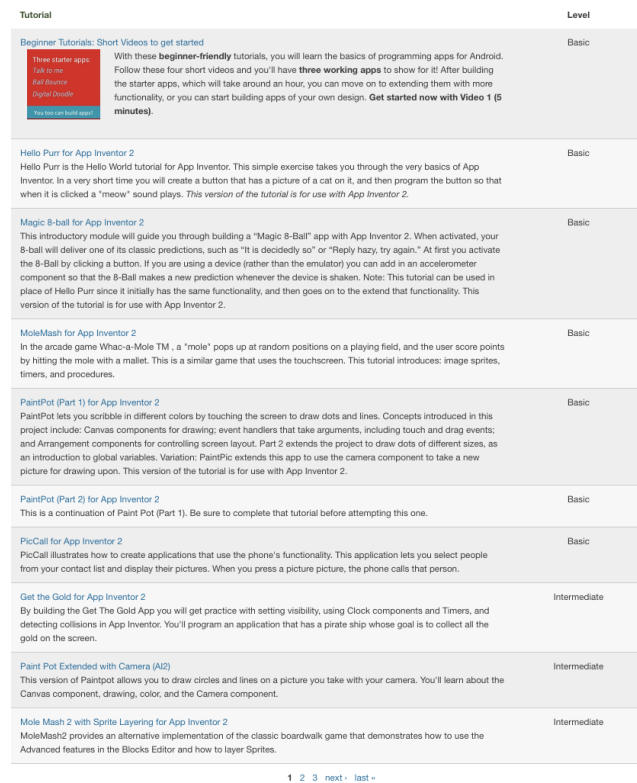 Tutorial Level
Beginner Tutorials: Short Videos to get started Basic
Three starter apps:
Talk to me
Ball Bounce
Digital Doodle
You too can build apps!
With these beginner-friendly tutorials, you will learn the basics of programming apps for Android.
Follow these four short videos and you'll have three working apps to show for it! After building
the starter apps, which will take around an hour, you can move on to extending them with more
functionality, or you can start building apps of your own design. Get started now with Video 1 (5
minutes).
Hello Purr for App Inventor 2 Basic
Hello Purr is the Hello World tutorial for App Inventor. This simple exercise takes you through the very basics of App
Inventor. In a very short time you will create a button that has a picture of a cat on it, and then program the button so that
when it is clicked a "meow" sound plays. This version of the tutorial is for use with App Inventor 2.
Magic 8-ball for App Inventor 2 Basic
This introductory module will guide you through building a “Magic 8-Ball” app with App Inventor 2. When activated, your
8-ball will deliver one of its classic predictions, such as “It is decidedly so” or “Reply hazy, try again.” At first you activate
the 8-Ball by clicking a button. If you are using a device (rather than the emulator) you can add in an accelerometer
component so that the 8-Ball makes a new prediction whenever the device is shaken. Note: This tutorial can be used in
place of Hello Purr since it initially has the same functionality, and then goes on to the extend that functionality. This
version of the tutorial is for use with App Inventor 2.
MoleMash for App Inventor 2 Basic
In the arcade game Whac-a-Mole TM , a "mole" pops up at random positions on a playing field, and the user score points
by hitting the mole with a mallet. This is a similar game that uses the touchscreen. This tutorial introduces: image sprites,
timers, and procedures.
PaintPot (Part 1) for App Inventor 2 Basic
PaintPot lets you scribble in different colors by touching the screen to draw dots and lines. Concepts introduced in this
project include: Canvas components for drawing; event handlers that take arguments, including touch and drag events;
and Arrangement components for controlling screen layout. Part 2 extends the project to draw dots of different sizes, as
an introduction to global variables. Variation: PaintPic extends this app to use the camera component to take a new
picture for drawing upon. This version of the tutorial is for use with App Inventor 2.
PaintPot (Part 2) for App Inventor 2 Basic
This is a continuation of Paint Pot (Part 1). Be sure to complete that tutorial before attempting this one.
PicCall for App Inventor 2 Basic
PicCall illustrates how to create applications that use the phone's functionality. This application lets you select people
from your contact list and display their pictures. When you press a picture picture, the phone calls that person.
Get the Gold for App Inventor 2 Intermediate
By building the Get The Gold App you will get practice with setting visibility, using Clock components and Timers, and
detecting collisions in App Inventor. You'll program an application that has a pirate ship whose goal is to collect all the
gold on the screen.
Paint Pot Extended with Camera (AI2) Intermediate
This version of Paintpot allows you to draw circles and lines on a picture you take with your camera. You'll learn about the
Canvas component, drawing, color, and the Camera component.
Mole Mash 2 with Sprite Layering for App Inventor 2 Intermediate
MoleMash2 provides an alternative implementation of the classic boardwalk game that demonstrates how to use the
Advanced features in the Blocks Editor and how to layer Sprites.
1 2 3 next › last »